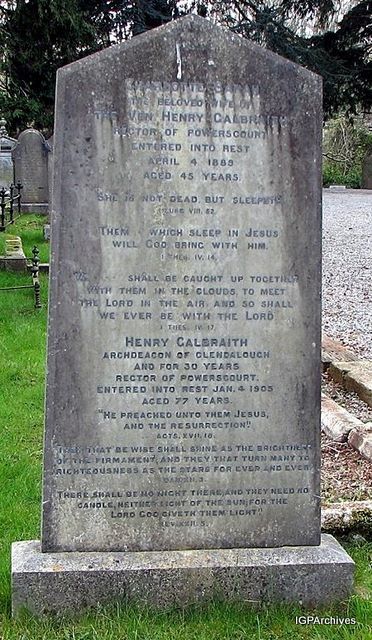 THE BELOVED WIFE OF
THE VEN. HENRY GALBRAITH
RECTOR OF POWERSCOURT
ENTERED INTO REST
APRIL 4 1889
AGED 45 YEARS.
"SHE IS NOT DEAD, BUT SLEEPETH"
LUKE VIII. 52.
THEM WHICH SLEEP IN JESUS
WILL GOD BRING WITH HIM.
I THES. IV. 14.
SHALL BE CAUGHT UP TOGETHER
WITH THEM IN THE CLOUDS TO MEET
THE LORD IN THE AIR AND SO SHALL
WE EVER BE WITH THE LORD
I THES. IV. 17.
HENRY GALBRAITH
ARCHDEACON OF GLENDALOUGH
AND FOR 30 YEARS
RECTOR OF POWERSCOURT.
ENTERED INTO REST JAN. 4 1905
AGED 77 YEARS.
"HE PREACHED UNTO THEM JESUS,
AND THE RESURRECTION."
ACTS, XVII, 18.
THEY THAT BE WISE SHALL SHINE AS THE BRIGHTNESS
OF THE FIRMAMENT, AND THEY THAT TURN MANY TO
RIGHTEOUSNESS AS THE STARS FOR EVER AND EVER
THERE SHALL BE NO NIGHT THERE, AND THEY NEED NO
CANDLE, NEITHER LIGHT OF THE SUN, FOR THE
LORD GOD GIVETH THEM LIGHT."
REV. XXII. 5.
IGPArchives